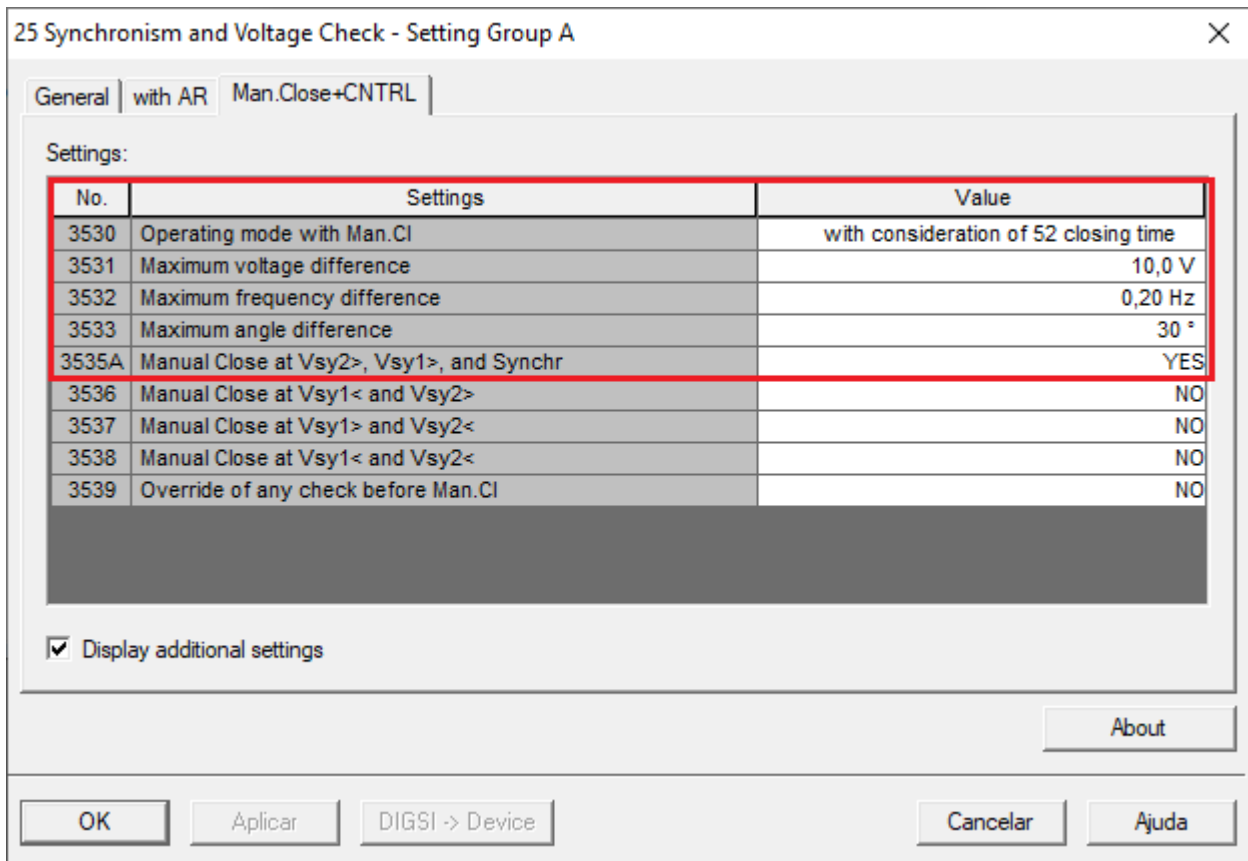 25 Synchronism and Voltage Check - Setting Group A
General with AR Man.Close+CNTRL
Settings:
No. Settings Value
3530 Operating mode with Man.Cl with consideration of 52 closing time
3531 Maximum voltage difference 10,0 V
3532 Maximum frequency difference 0,20 Hz
3533 Maximum angle difference 30 °
3535A Manual Close at Vsy2>, Vsy1>, and Synchr YES
3536 Manual Close at Vsy1< and Vsy2> NO
3537 Manual Close at Vsy1> and Vsy2< NO
3538 Manual Close at Vsy1< and Vsy2< NO
3539 Override of any check before Man.Cl NO
Display additional settings
About
OK Aplicar DIGSI -> Device Cancelar Ajuda